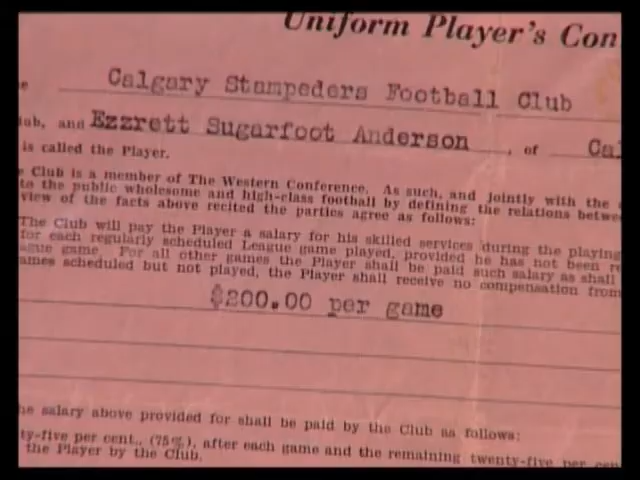 Uniform Player's Con
Calgary Stampeders Football Club
ub, and Ezzrett Sugarfoot Anderson, of Cal
is called the Player.
e Club is a member of The Western Conference. As such, and jointly with the
to the public wholesome and high-class football by defining the relations betwe
view of the facts above recited the parties agree as follows:
The Club will pay the Player a salary for his skilled services during the playing
for each regularly scheduled League game played, provided he has not been re
ague game. For all other games the Player shall be paid such salary as shall
ames scheduled but not played, the Player shall receive no compensation from
$200.00 per game
he salary above provided for shall be paid by the Club as follows:
ty-five per cent., (75%), after each game and the remaining twenty-five per cen
the Player by the Club.